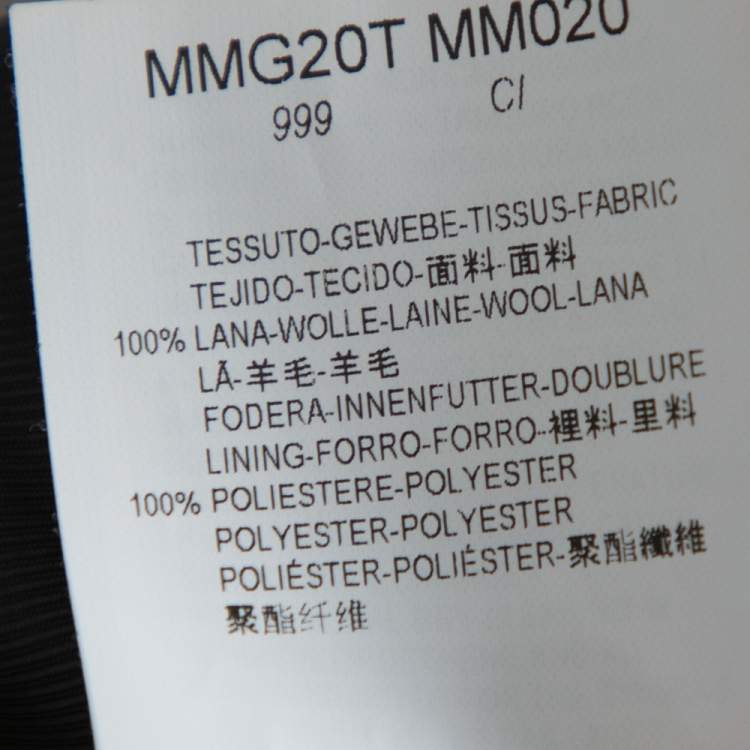 MMG20T MM020
999 CI
TESSUTO-GEWEBE-TISSUS-FABRIC
TEJIDO-TECIDO-面料-面料
100% LANA-WOLLE-LAINE-WOOL-LANA
LÃ-羊毛-羊毛
FODERA-INNENFUTTER-DOUBLURE
LINING-FORRO-FORRO-裡料-里料
100% POLIESTERE-POLYESTER
POLYESTER-POLYESTER
POLIÉSTER-POLIÉSTER-聚酯纖維
聚酯纤维